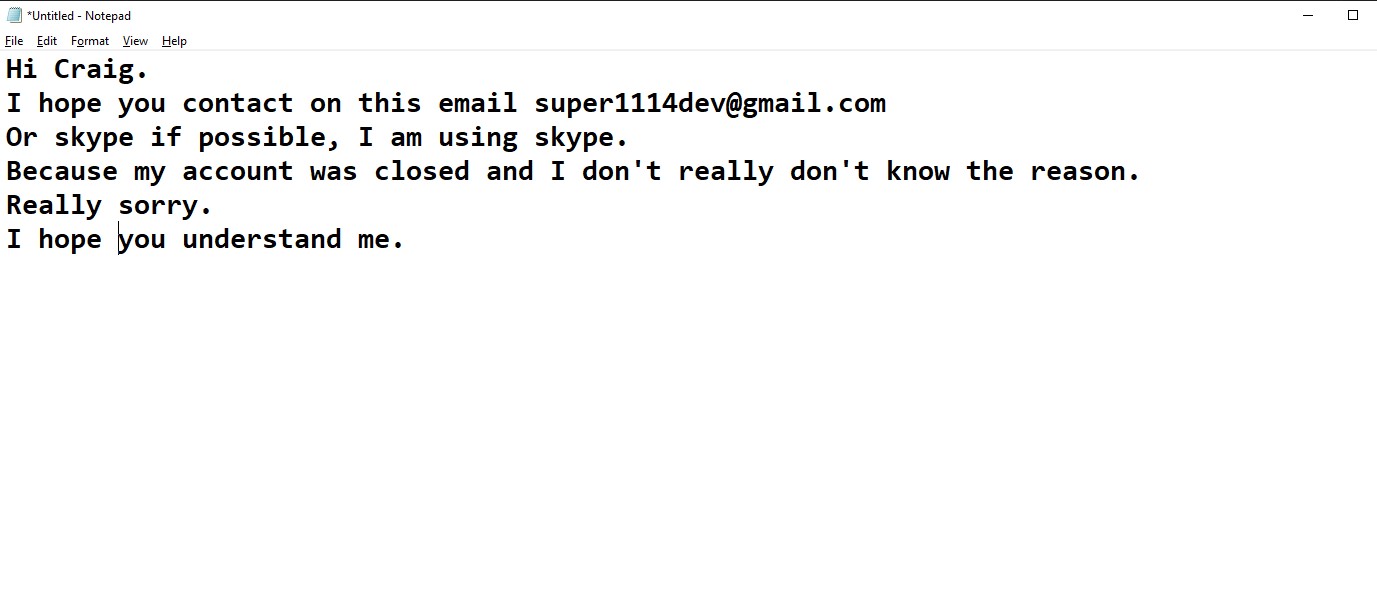 *Untitled - Notepad
File Edit Format View Help
Hi Craig.
I hope you contact on this email super1114dev@gmail.com
Or skype if possible, I am using skype.
Because my account was closed and I don't really don't know the reason.
Really sorry.
I hope you understand me.